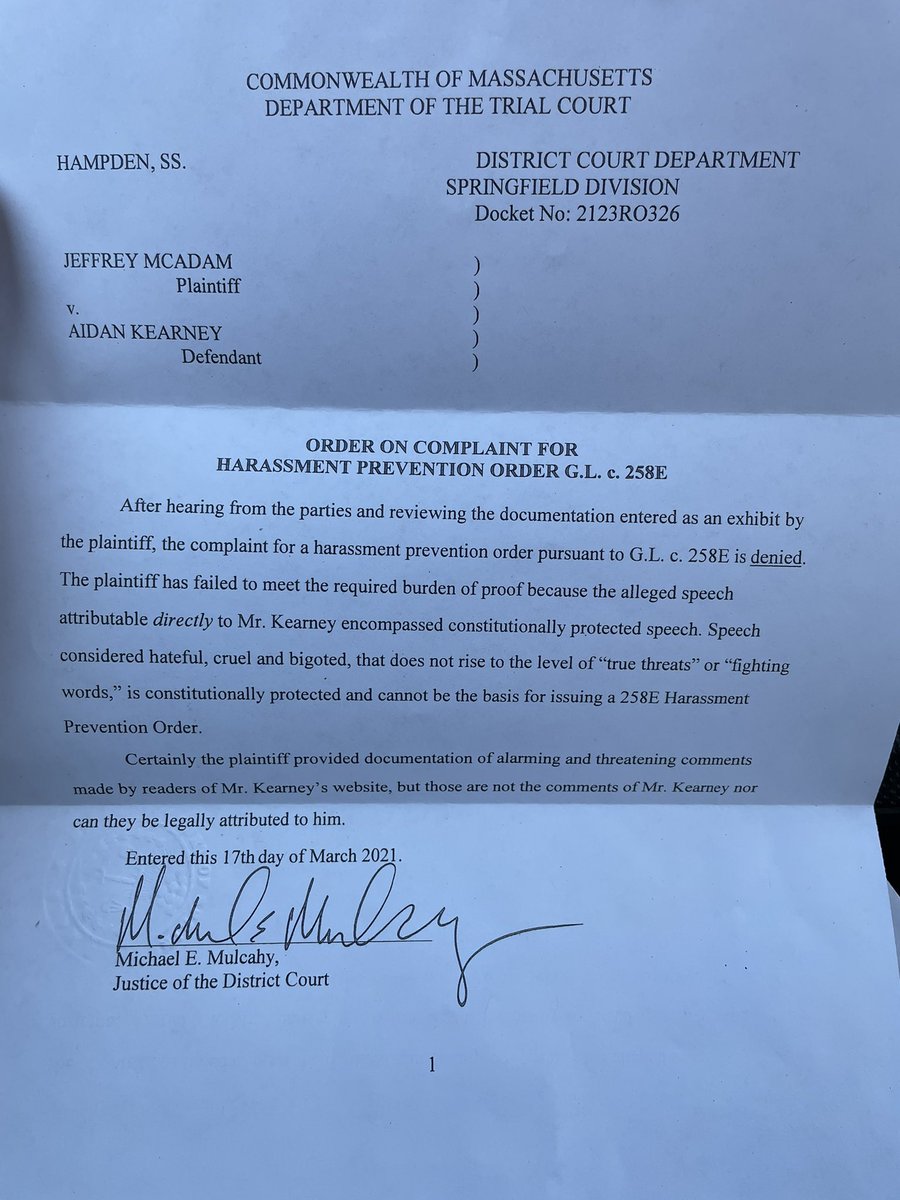 COMMONWEALTH OF MASSACHUSETTS
DEPARTMENT OF THE TRIAL COURT
HAMPDEN, SS.
DISTRICT COURT DEPARTMENT
SPRINGFIELD DIVISION
Docket No: 2123RO326
JEFFREY MCADAM )
Plaintiff )
v. )
AIDAN KEARNEY )
Defendant )
ORDER ON COMPLAINT FOR
HARASSMENT PREVENTION ORDER G.L. c. 258E
After hearing from the parties and reviewing the documentation entered as an exhibit by
the plaintiff, the complaint for a harassment prevention order pursuant to G.L. c. 258E is denied.
The plaintiff has failed to meet the required burden of proof because the alleged speech
attributable directly to Mr. Kearney encompassed constitutionally protected speech. Speech
considered hateful, cruel and bigoted, that does not rise to the level of “true threats” or “fighting
words,” is constitutionally protected and cannot be the basis for issuing a 258E Harassment
Prevention Order.
Certainly the plaintiff provided documentation of alarming and threatening comments
made by readers of Mr. Kearney’s website, but those are not the comments of Mr. Kearney nor
can they be legally attributed to him.
Entered this 17th day of March 2021.
Michael E. Mulcahy,
Justice of the District Court
1